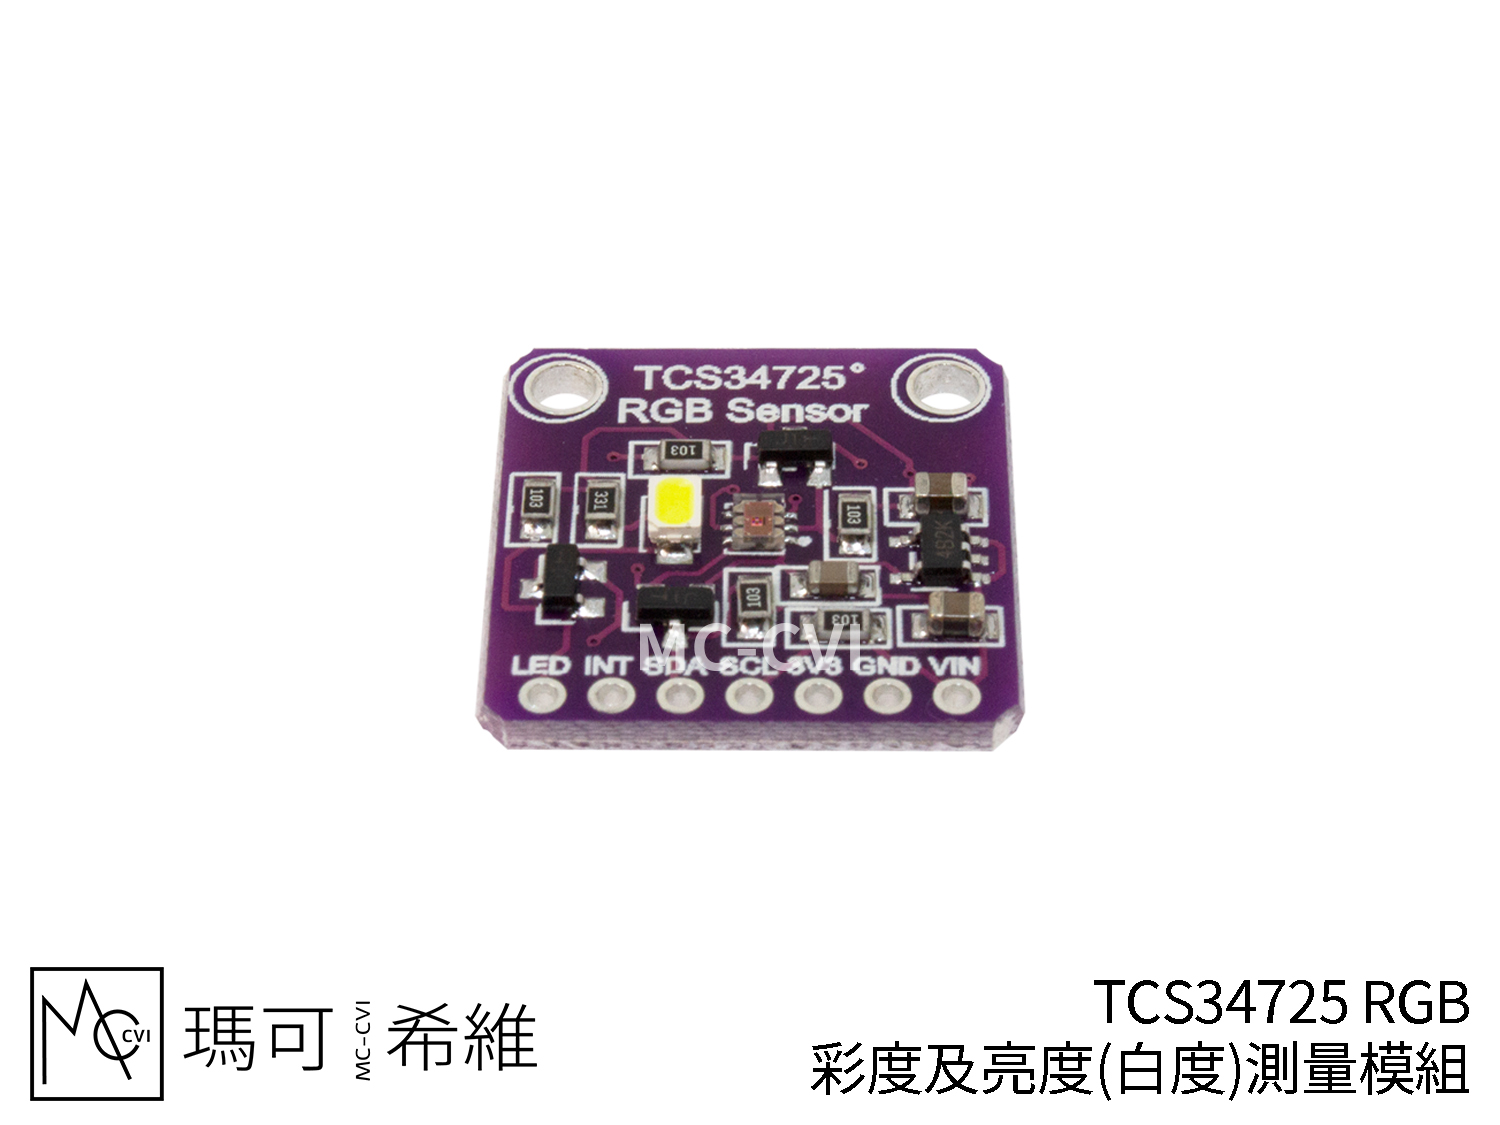 TCS34725°
RGB Sensor
103
103
331
103
462K
103
103
MC-CVI
LED INT SDA SCL 3V3 GND VIN
MC CVI
瑪可 MC-CVI 希維
TCS34725 RGB
彩度及亮度(白度)測量模組